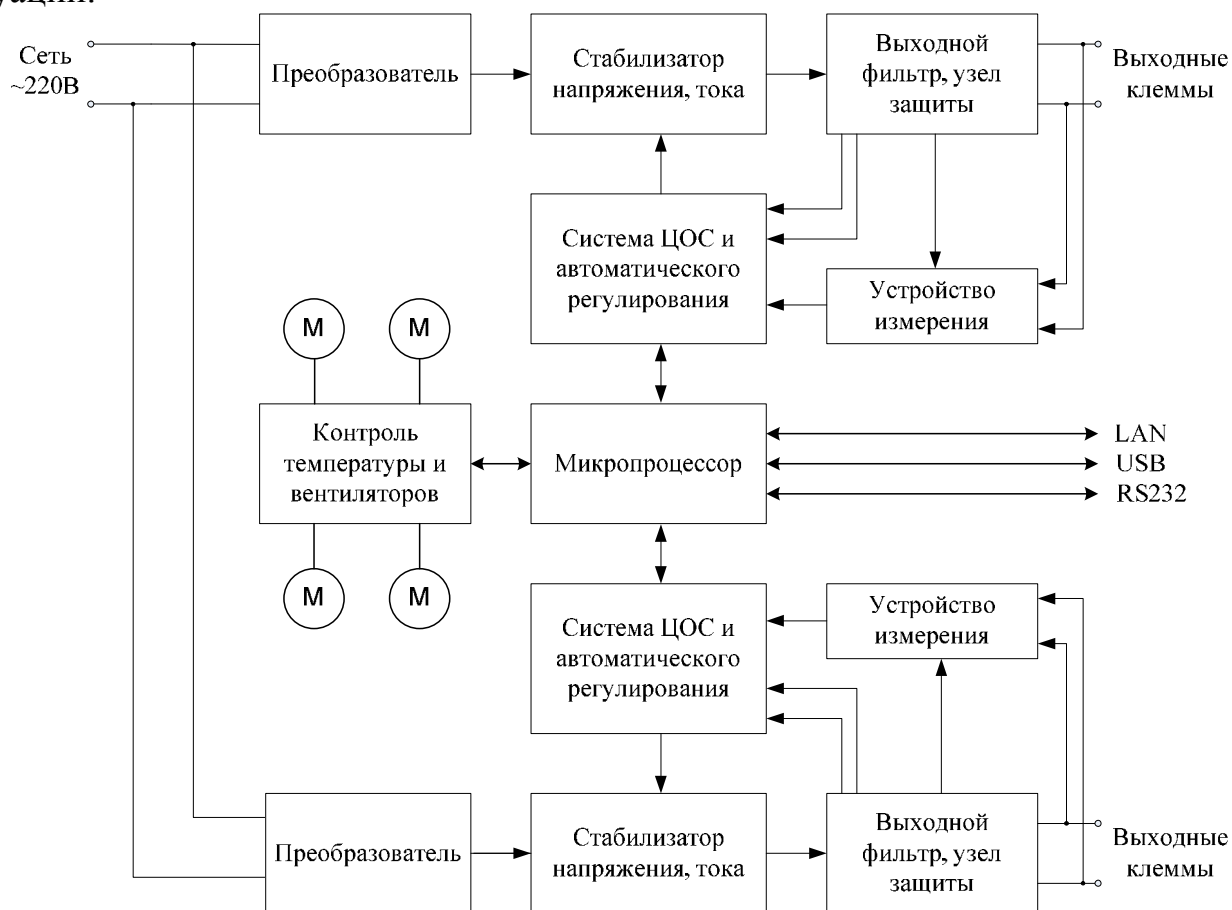 уации.
Сеть
~220В
Преобразователь
Стабилизатор
напряжения, тока
Выходной
фильтр, узел
защиты
Выходные
клеммы
Система ЦОС и
автоматического
регулирования
Устройство
измерения
М
М
Контроль
температуры и
вентиляторов
Микропроцессор
LAN
USB
RS232
М
М
Система ЦОС и
автоматического
регулирования
Устройство
измерения
Преобразователь
Стабилизатор
напряжения, тока
Выходной
фильтр, узел
защиты
Выходные
клеммы